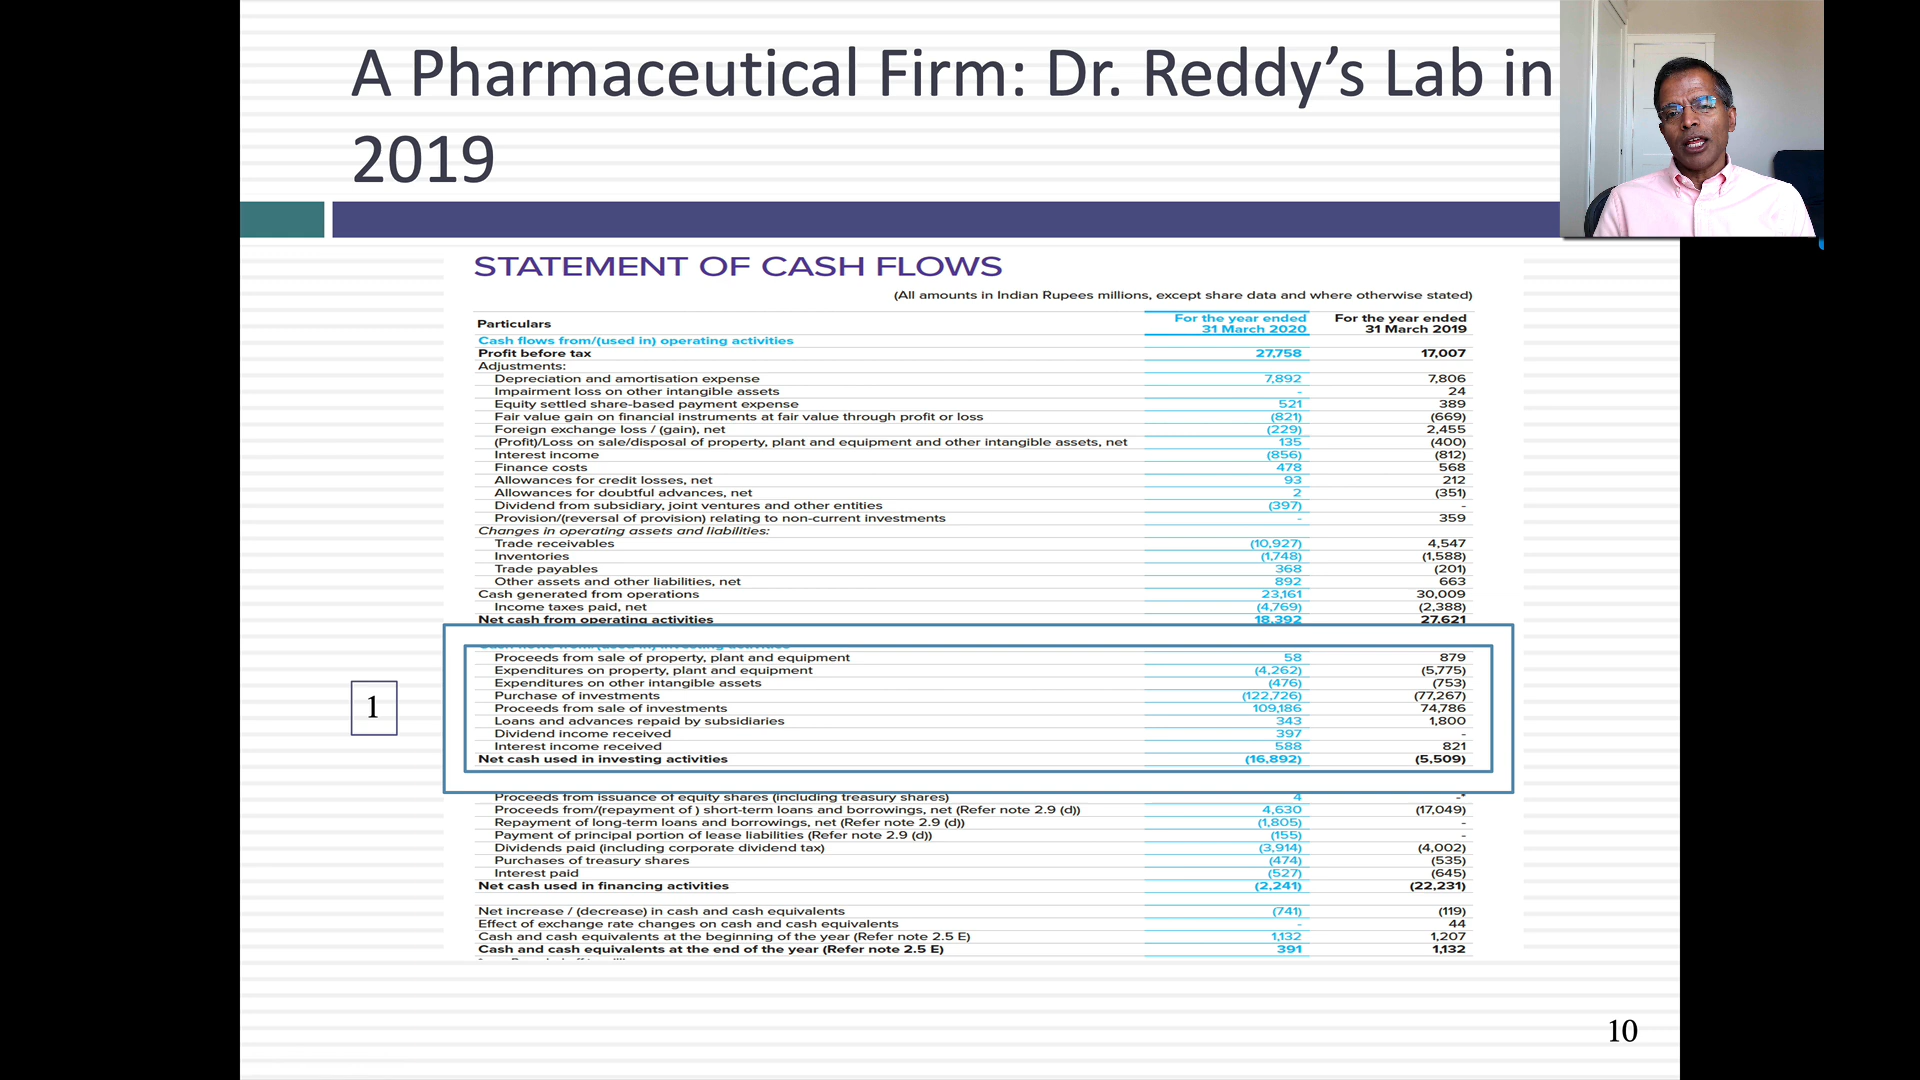 A Pharmaceutical Firm: Dr. Reddy’s Lab in
2019
STATEMENT OF CASH FLOWS
(All amounts in Indian Rupees millions, except share data and where otherwise stated)
Particulars For the year ended 31 March 2020 For the year ended 31 March 2019
Cash flows from/(used in) operating activities
Profit before tax 27,758 17,007
Adjustments:
Depreciation and amortisation expense 7,892 7,806
Impairment loss on other intangible assets - 24
Equity settled share-based payment expense 521 389
Fair value gain on financial instruments at fair value through profit or loss (821) (669)
Foreign exchange loss / (gain), net (229) 2,455
(Profit)/Loss on sale/disposal of property, plant and equipment and other intangible assets, net 135 (400)
Interest income (856) (812)
Finance costs 478 568
Allowances for credit losses, net 93 212
Allowances for doubtful advances, net 2 (351)
Dividend from subsidiary, joint ventures and other entities (397) -
Provision/(reversal of provision) relating to non-current investments - 359
Changes in operating assets and liabilities:
Trade receivables (10,927) 4,547
Inventories (1,748) (1,588)
Trade payables 368 (201)
Other assets and other liabilities, net 892 663
Cash generated from operations 23,161 30,009
Income taxes paid, net (4,769) (2,388)
Net cash from operating activities 18,392 27,621
Cash flows from/(used in) investing activities
Proceeds from sale of property, plant and equipment 58 879
Expenditures on property, plant and equipment (4,262) (5,775)
Expenditures on other intangible assets (476) (753)
Purchase of investments (122,726) (77,267)
Proceeds from sale of investments 109,186 74,786
Loans and advances repaid by subsidiaries 343 1,800
Dividend income received 397 -
Interest income received 588 821
Net cash used in investing activities (16,892) (5,509)
1
Proceeds from issuance of equity shares (including treasury shares) 4 -*
Proceeds from/(repayment of ) short-term loans and borrowings, net (Refer note 2.9 (d)) 4,630 (17,049)
Repayment of long-term loans and borrowings, net (Refer note 2.9 (d)) (1,805) -
Payment of principal portion of lease liabilities (Refer note 2.9 (d)) (155) -
Dividends paid (including corporate dividend tax) (3,914) (4,002)
Purchases of treasury shares (474) (535)
Interest paid (527) (645)
Net cash used in financing activities (2,241) (22,231)
Net increase / (decrease) in cash and cash equivalents (741) (119)
Effect of exchange rate changes on cash and cash equivalents - 44
Cash and cash equivalents at the beginning of the year (Refer note 2.5 E) 1,132 1,207
Cash and cash equivalents at the end of the year (Refer note 2.5 E) 391 1,132
10